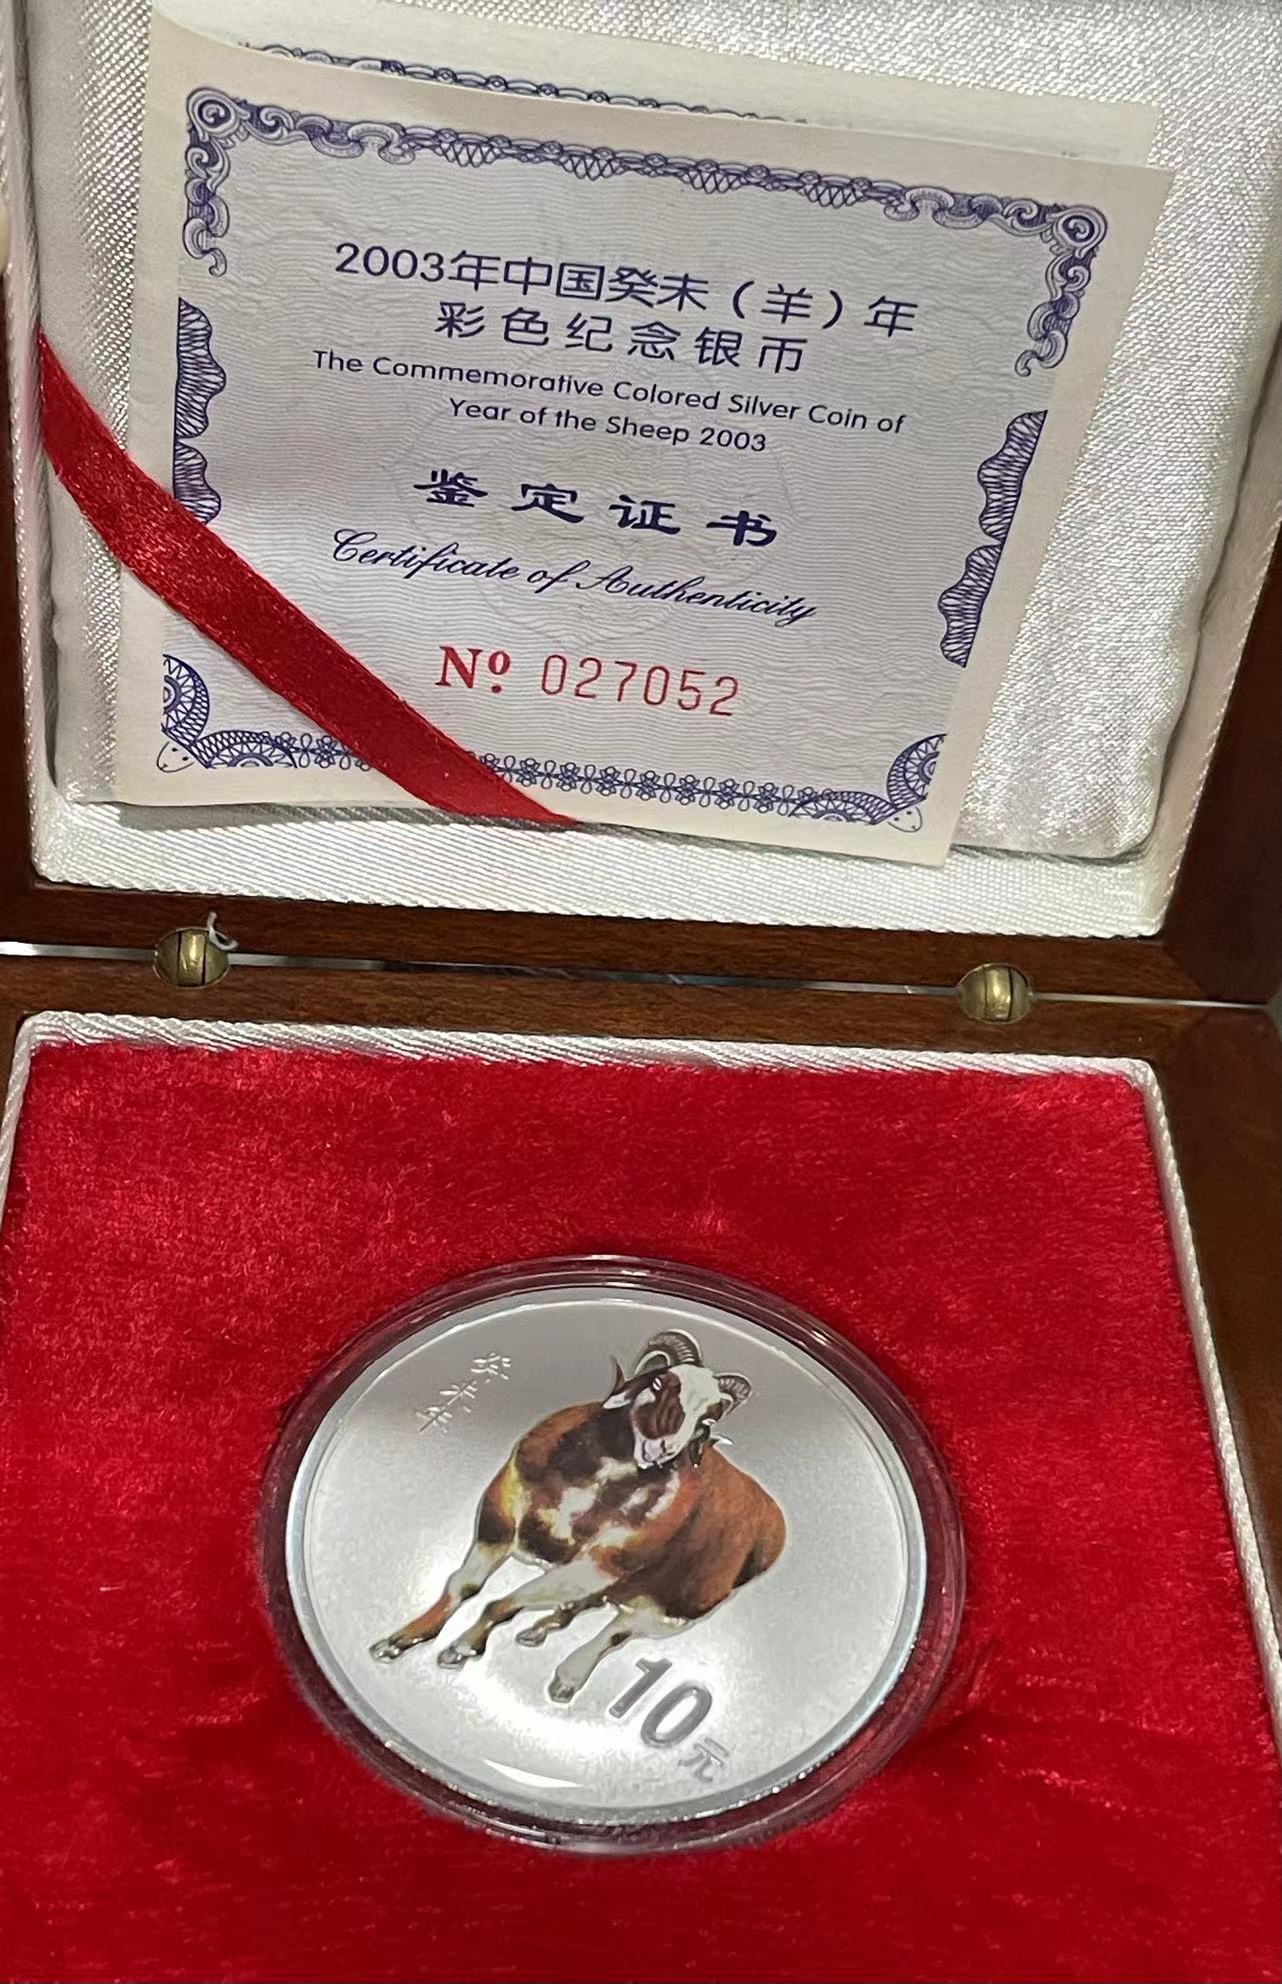 2003年中国癸未（羊）年
彩色纪念银币
The Commemorative Colored Silver Coin of
Year of the Sheep 2003
鉴定证书
Certificate of Authenticity
Nº 027052
癸未年
10元